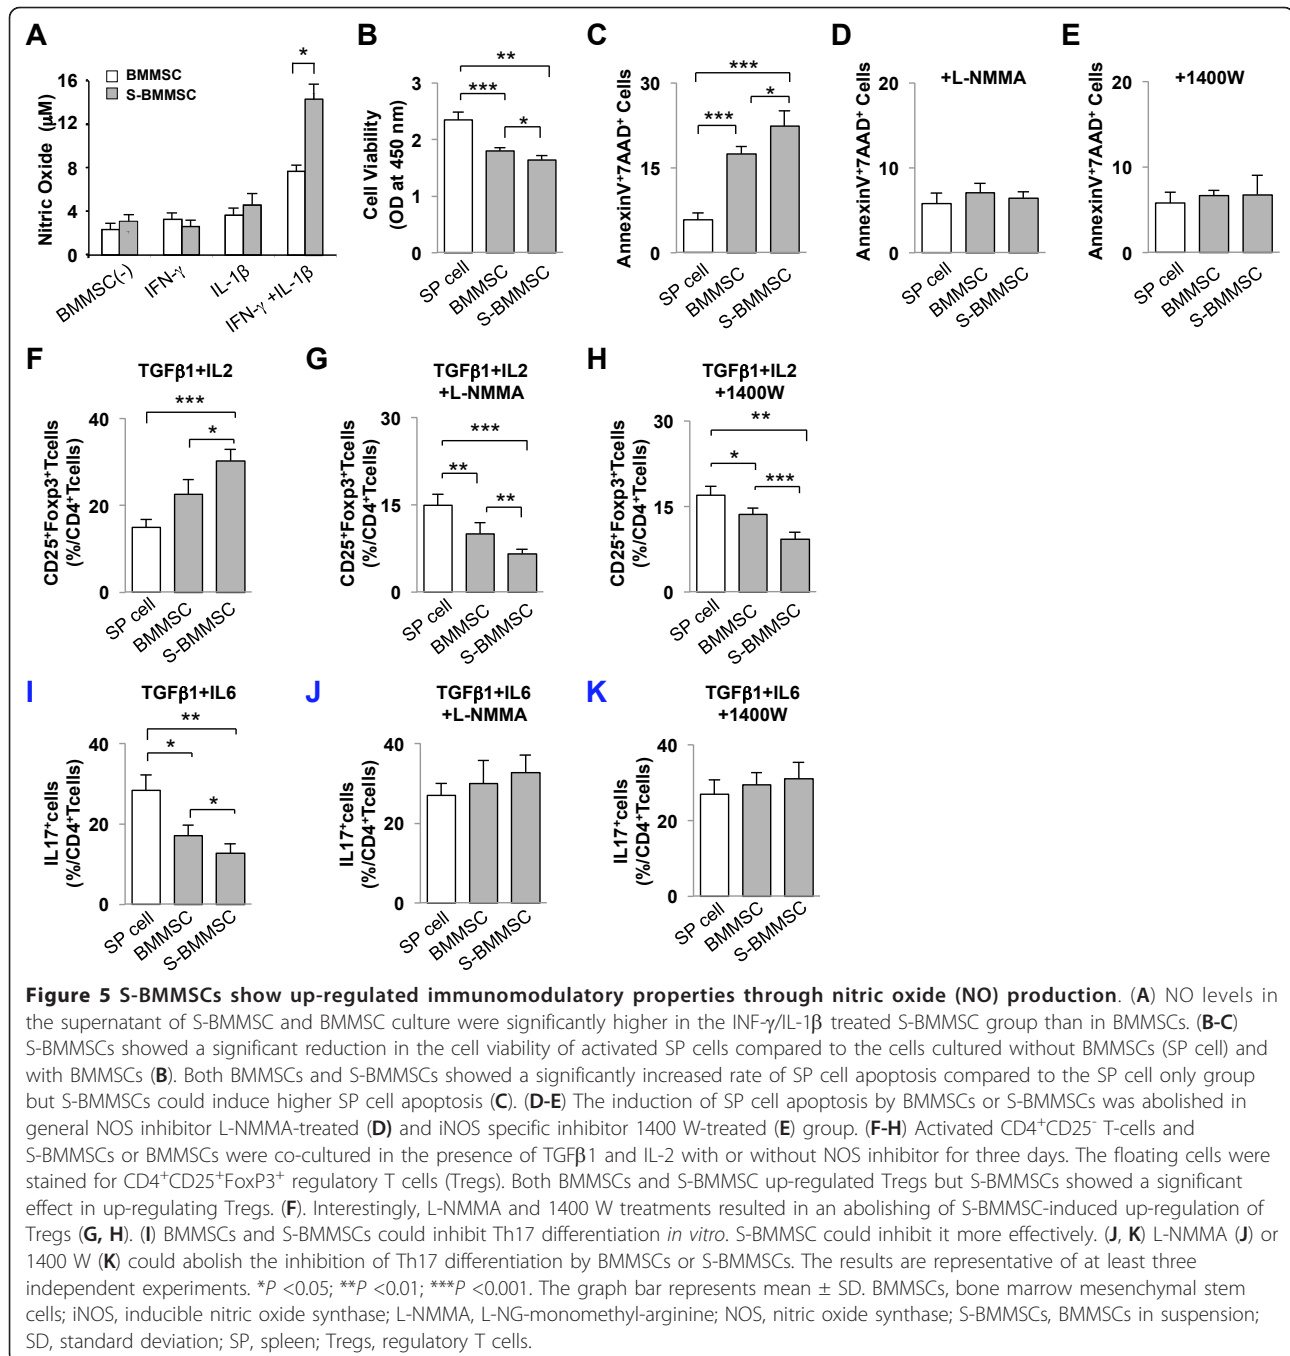 A
B
C
D
E
*
BMMSC
S-BMMSC
Nitric Oxide (μM)
16
12
8
4
0
BMMSC(-)
IFN-γ
IL-1β
IFN-γ +IL-1β
**
***
*
Cell Viability
(OD at 450 nm)
3
2
1
0
SP cell
BMMSC
S-BMMSC
***
*
***
AnnexinV⁺7AAD⁺ Cells
30
15
0
SP cell
BMMSC
S-BMMSC
+L-NMMA
AnnexinV⁺7AAD⁺ Cells
20
10
0
SP cell
BMMSC
S-BMMSC
+1400W
AnnexinV⁺7AAD⁺ Cells
20
10
0
SP cell
BMMSC
S-BMMSC
F
TGFβ1+IL2
***
*
CD25⁺Foxp3⁺Tcells
(%/CD4⁺Tcells)
40
20
0
SP cell
BMMSC
S-BMMSC
G
TGFβ1+IL2
+L-NMMA
***
**
**
CD25⁺Foxp3⁺Tcells
(%/CD4⁺Tcells)
30
15
0
SP cell
BMMSC
S-BMMSC
H
TGFβ1+IL2
+1400W
**
*
***
CD25⁺Foxp3⁺Tcells
(%/CD4⁺Tcells)
30
15
0
SP cell
BMMSC
S-BMMSC
I
TGFβ1+IL6
**
*
*
IL17⁺cells
(%/CD4⁺Tcells)
40
20
0
SP cell
BMMSC
S-BMMSC
J
TGFβ1+IL6
+L-NMMA
IL17⁺cells
(%/CD4⁺Tcells)
40
20
0
SP cell
BMMSC
S-BMMSC
K
TGFβ1+IL6
+1400W
IL17⁺cells
(%/CD4⁺Tcells)
40
20
0
SP cell
BMMSC
S-BMMSC
Figure 5 S-BMMSCs show up-regulated immunomodulatory properties through nitric oxide (NO) production. (A) NO levels in
the supernatant of S-BMMSC and BMMSC culture were significantly higher in the INF-γ/IL-1β treated S-BMMSC group than in BMMSCs. (B-C)
S-BMMSCs showed a significant reduction in the cell viability of activated SP cells compared to the cells cultured without BMMSCs (SP cell) and
with BMMSCs (B). Both BMMSCs and S-BMMSCs showed a significantly increased rate of SP cell apoptosis compared to the SP cell only group
but S-BMMSCs could induce higher SP cell apoptosis (C). (D-E) The induction of SP cell apoptosis by BMMSCs or S-BMMSCs was abolished in
general NOS inhibitor L-NMMA-treated (D) and iNOS specific inhibitor 1400 W-treated (E) group. (F-H) Activated CD4⁺CD25⁻ T-cells and
S-BMMSCs or BMMSCs were co-cultured in the presence of TGFβ1 and IL-2 with or without NOS inhibitor for three days. The floating cells were
stained for CD4⁺CD25⁺FoxP3⁺ regulatory T cells (Tregs). Both BMMSCs and S-BMMSC up-regulated Tregs but S-BMMSCs showed a significant
effect in up-regulating Tregs. (F). Interestingly, L-NMMA and 1400 W treatments resulted in an abolishing of S-BMMSC-induced up-regulation of
Tregs (G, H). (I) BMMSCs and S-BMMSCs could inhibit Th17 differentiation in vitro. S-BMMSC could inhibit it more effectively. (J, K) L-NMMA (J) or
1400 W (K) could abolish the inhibition of Th17 differentiation by BMMSCs or S-BMMSCs. The results are representative of at least three
independent experiments. *P <0.05; **P <0.01; ***P <0.001. The graph bar represents mean ± SD. BMMSCs, bone marrow mesenchymal stem
cells; iNOS, inducible nitric oxide synthase; L-NMMA, L-NG-monomethyl-arginine; NOS, nitric oxide synthase; S-BMMSCs, BMMSCs in suspension;
SD, standard deviation; SP, spleen; Tregs, regulatory T cells.